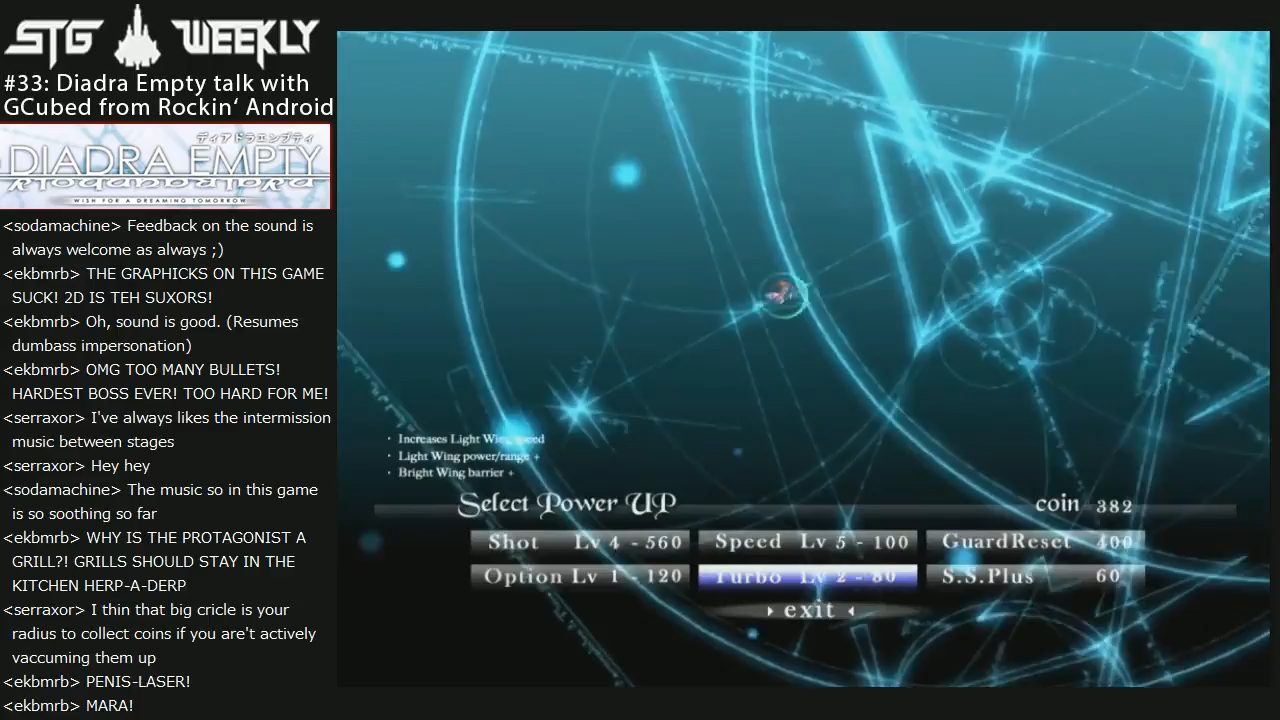 STG WEEKLY
#33: Diadra Empty talk with
GCubed from Rockin' Android
ディアドラエンプティ
DIADRA EMPTY
WISH FOR A DREAMING TOMORROW
<sodamachine> Feedback on the sound is
always welcome as always ;)
<ekbmrb> THE GRAPHICKS ON THIS GAME
SUCK! 2D IS TEH SUXORS!
<ekbmrb> Oh, sound is good. (Resumes
dumbass impersonation)
<ekbmrb> OMG TOO MANY BULLETS!
HARDEST BOSS EVER! TOO HARD FOR ME!
<serraxor> I've always likes the intermission
music between stages
<serraxor> Hey hey
<sodamachine> The music so in this game
is so soothing so far
<ekbmrb> WHY IS THE PROTAGONIST A
GRILL?! GRILLS SHOULD STAY IN THE
KITCHEN HERP-A-DERP
<serraxor> I thin that big cricle is your
radius to collect coins if you are't actively
vaccuming them up
<ekbmrb> PENIS-LASER!
<ekbmrb> MARA!
· Increases Light Wing speed
· Light Wing power/range +
· Bright Wing barrier +
Select Power UP coin 382
Shot Lv 4 - 560 Speed Lv 5 - 100 GuardReset 400
Option Lv 1 - 120 Turbo Lv 2 - 80 S.S.Plus 60
exit